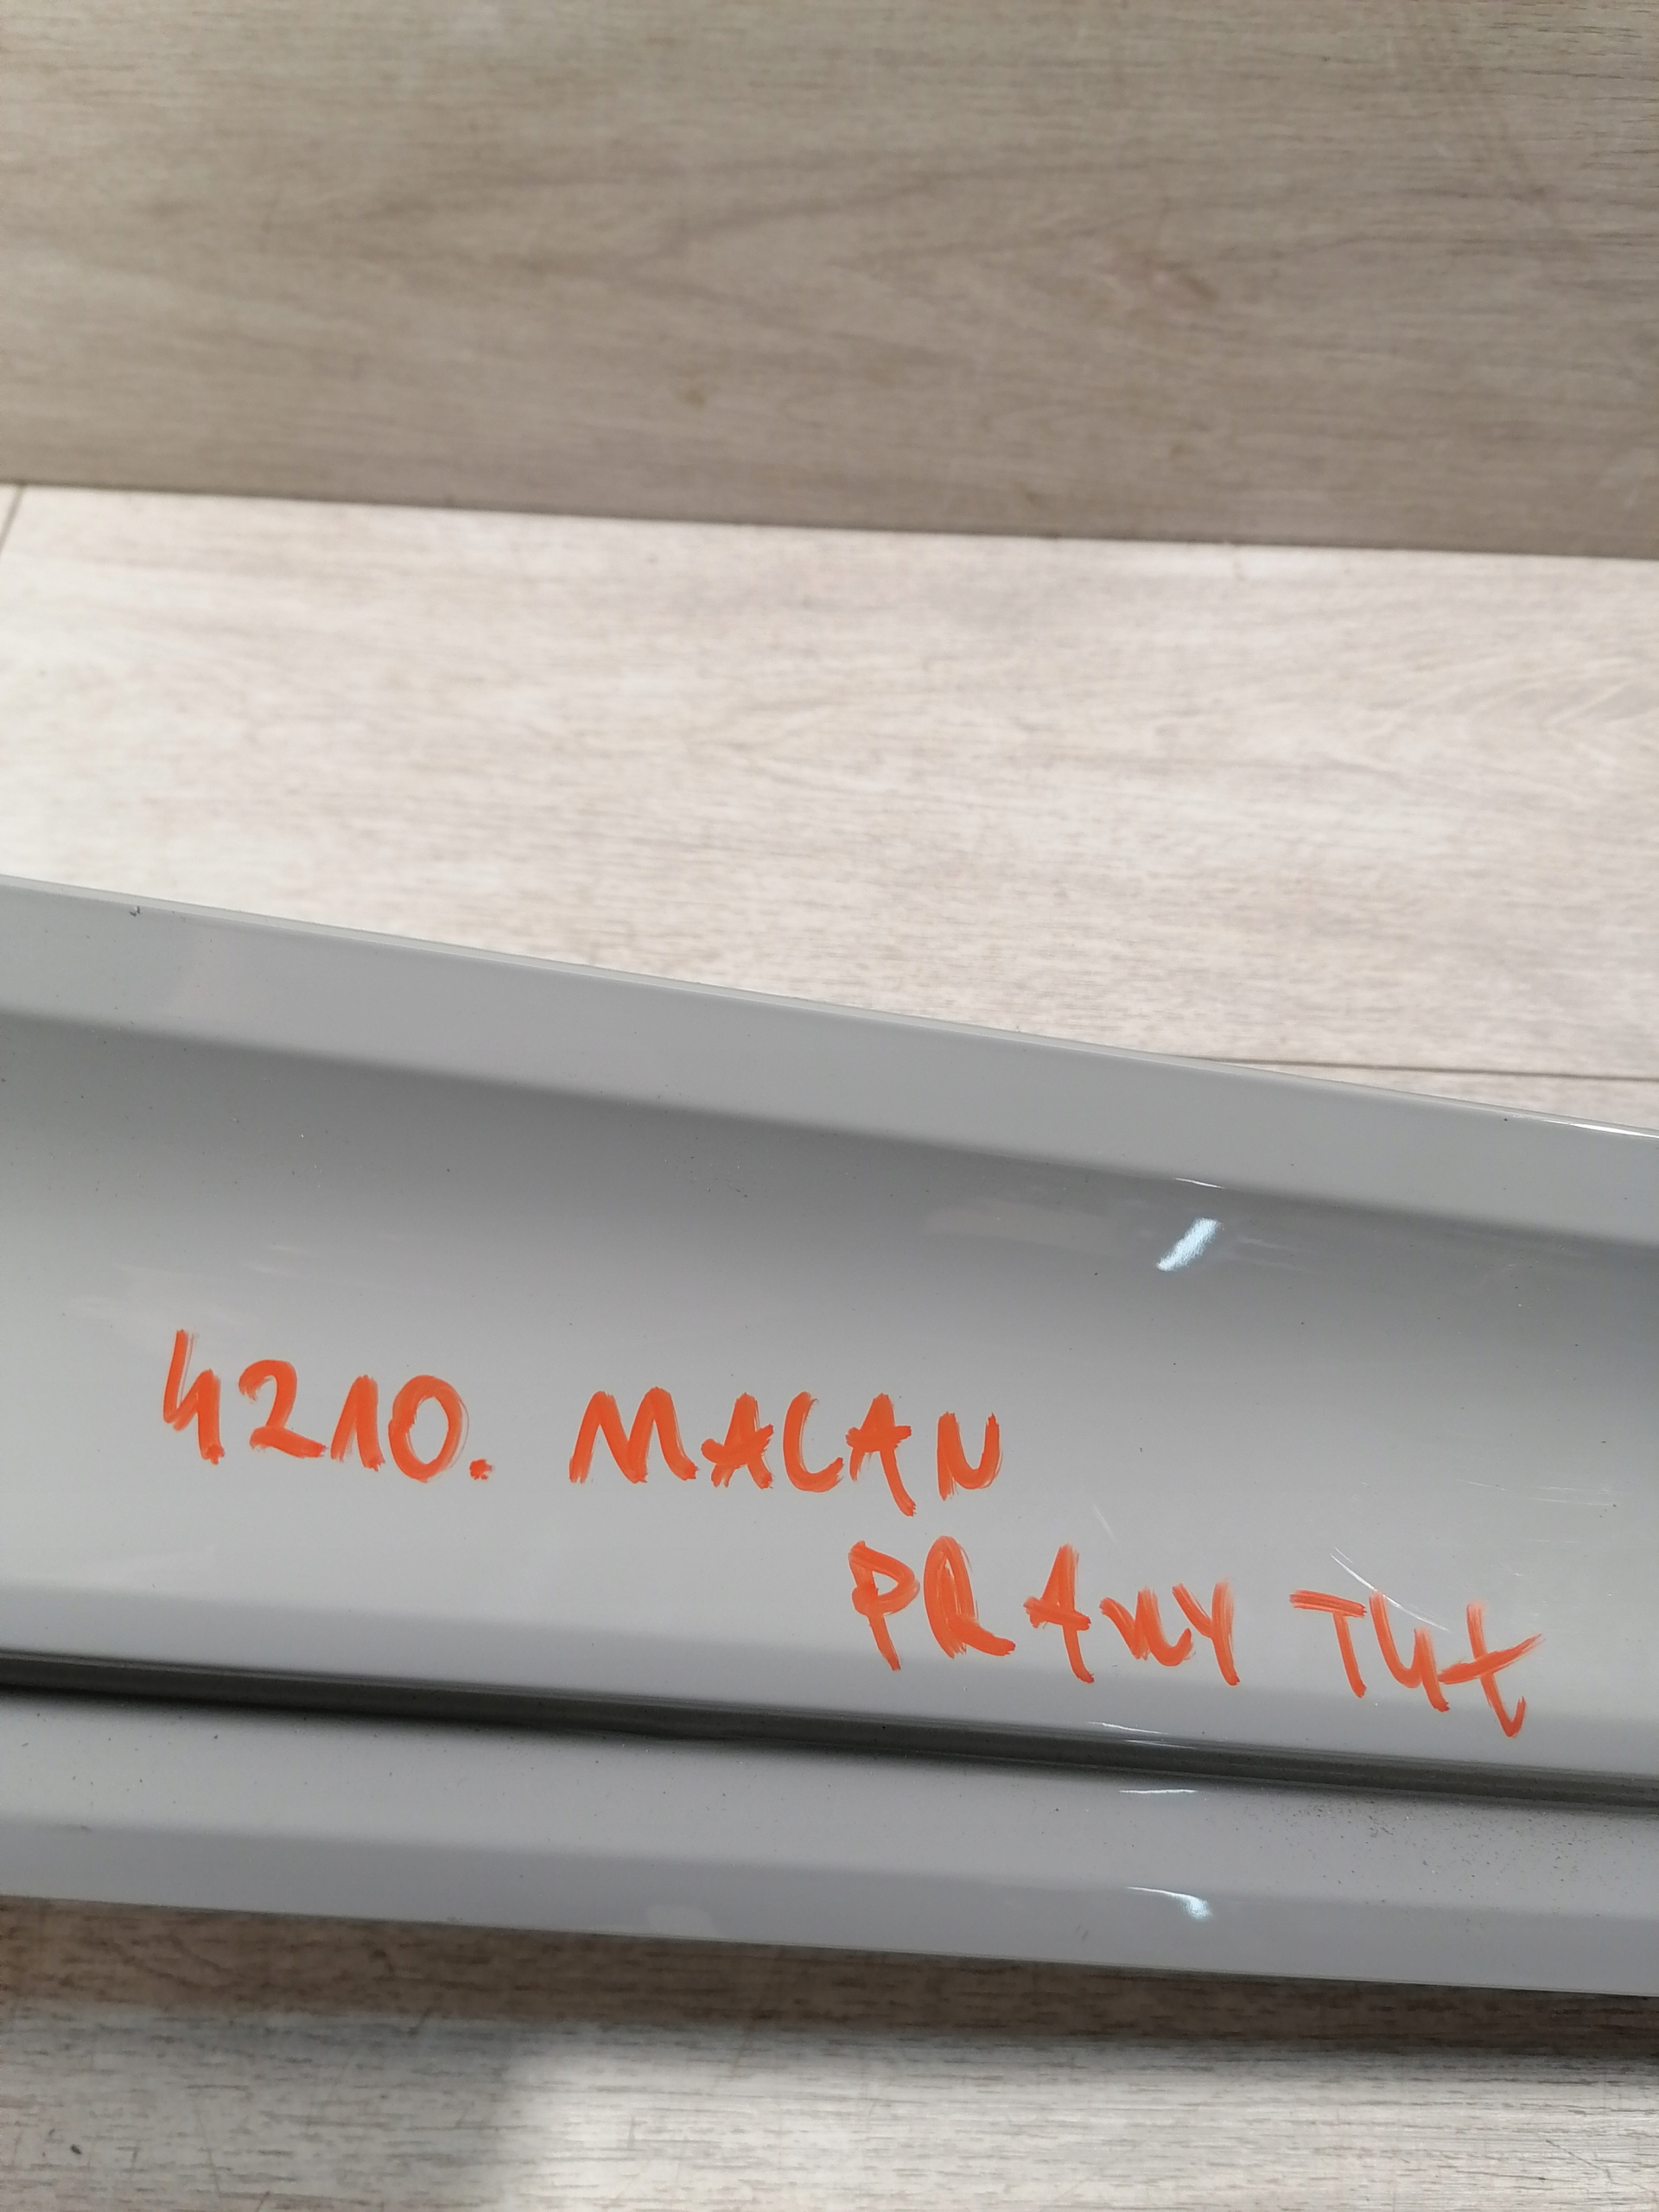 4210. MACAN
PRAWY TYŁ